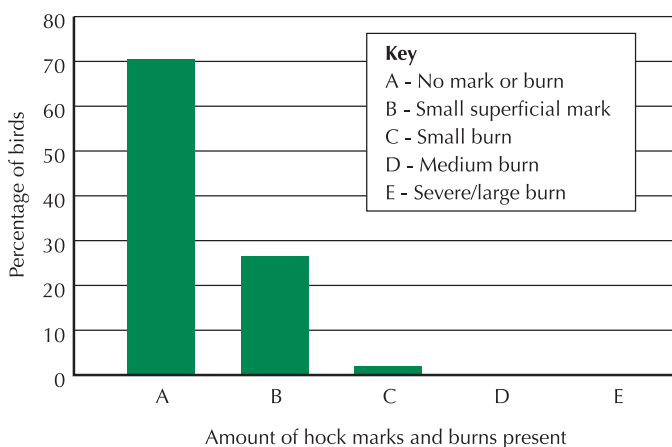 80
70
60
50
40
30
20
10
0
Percentage of birds
Key
A - No mark or burn
B - Small superficial mark
C - Small burn
D - Medium burn
E - Severe/large burn
A B C D E
Amount of hock marks and burns present